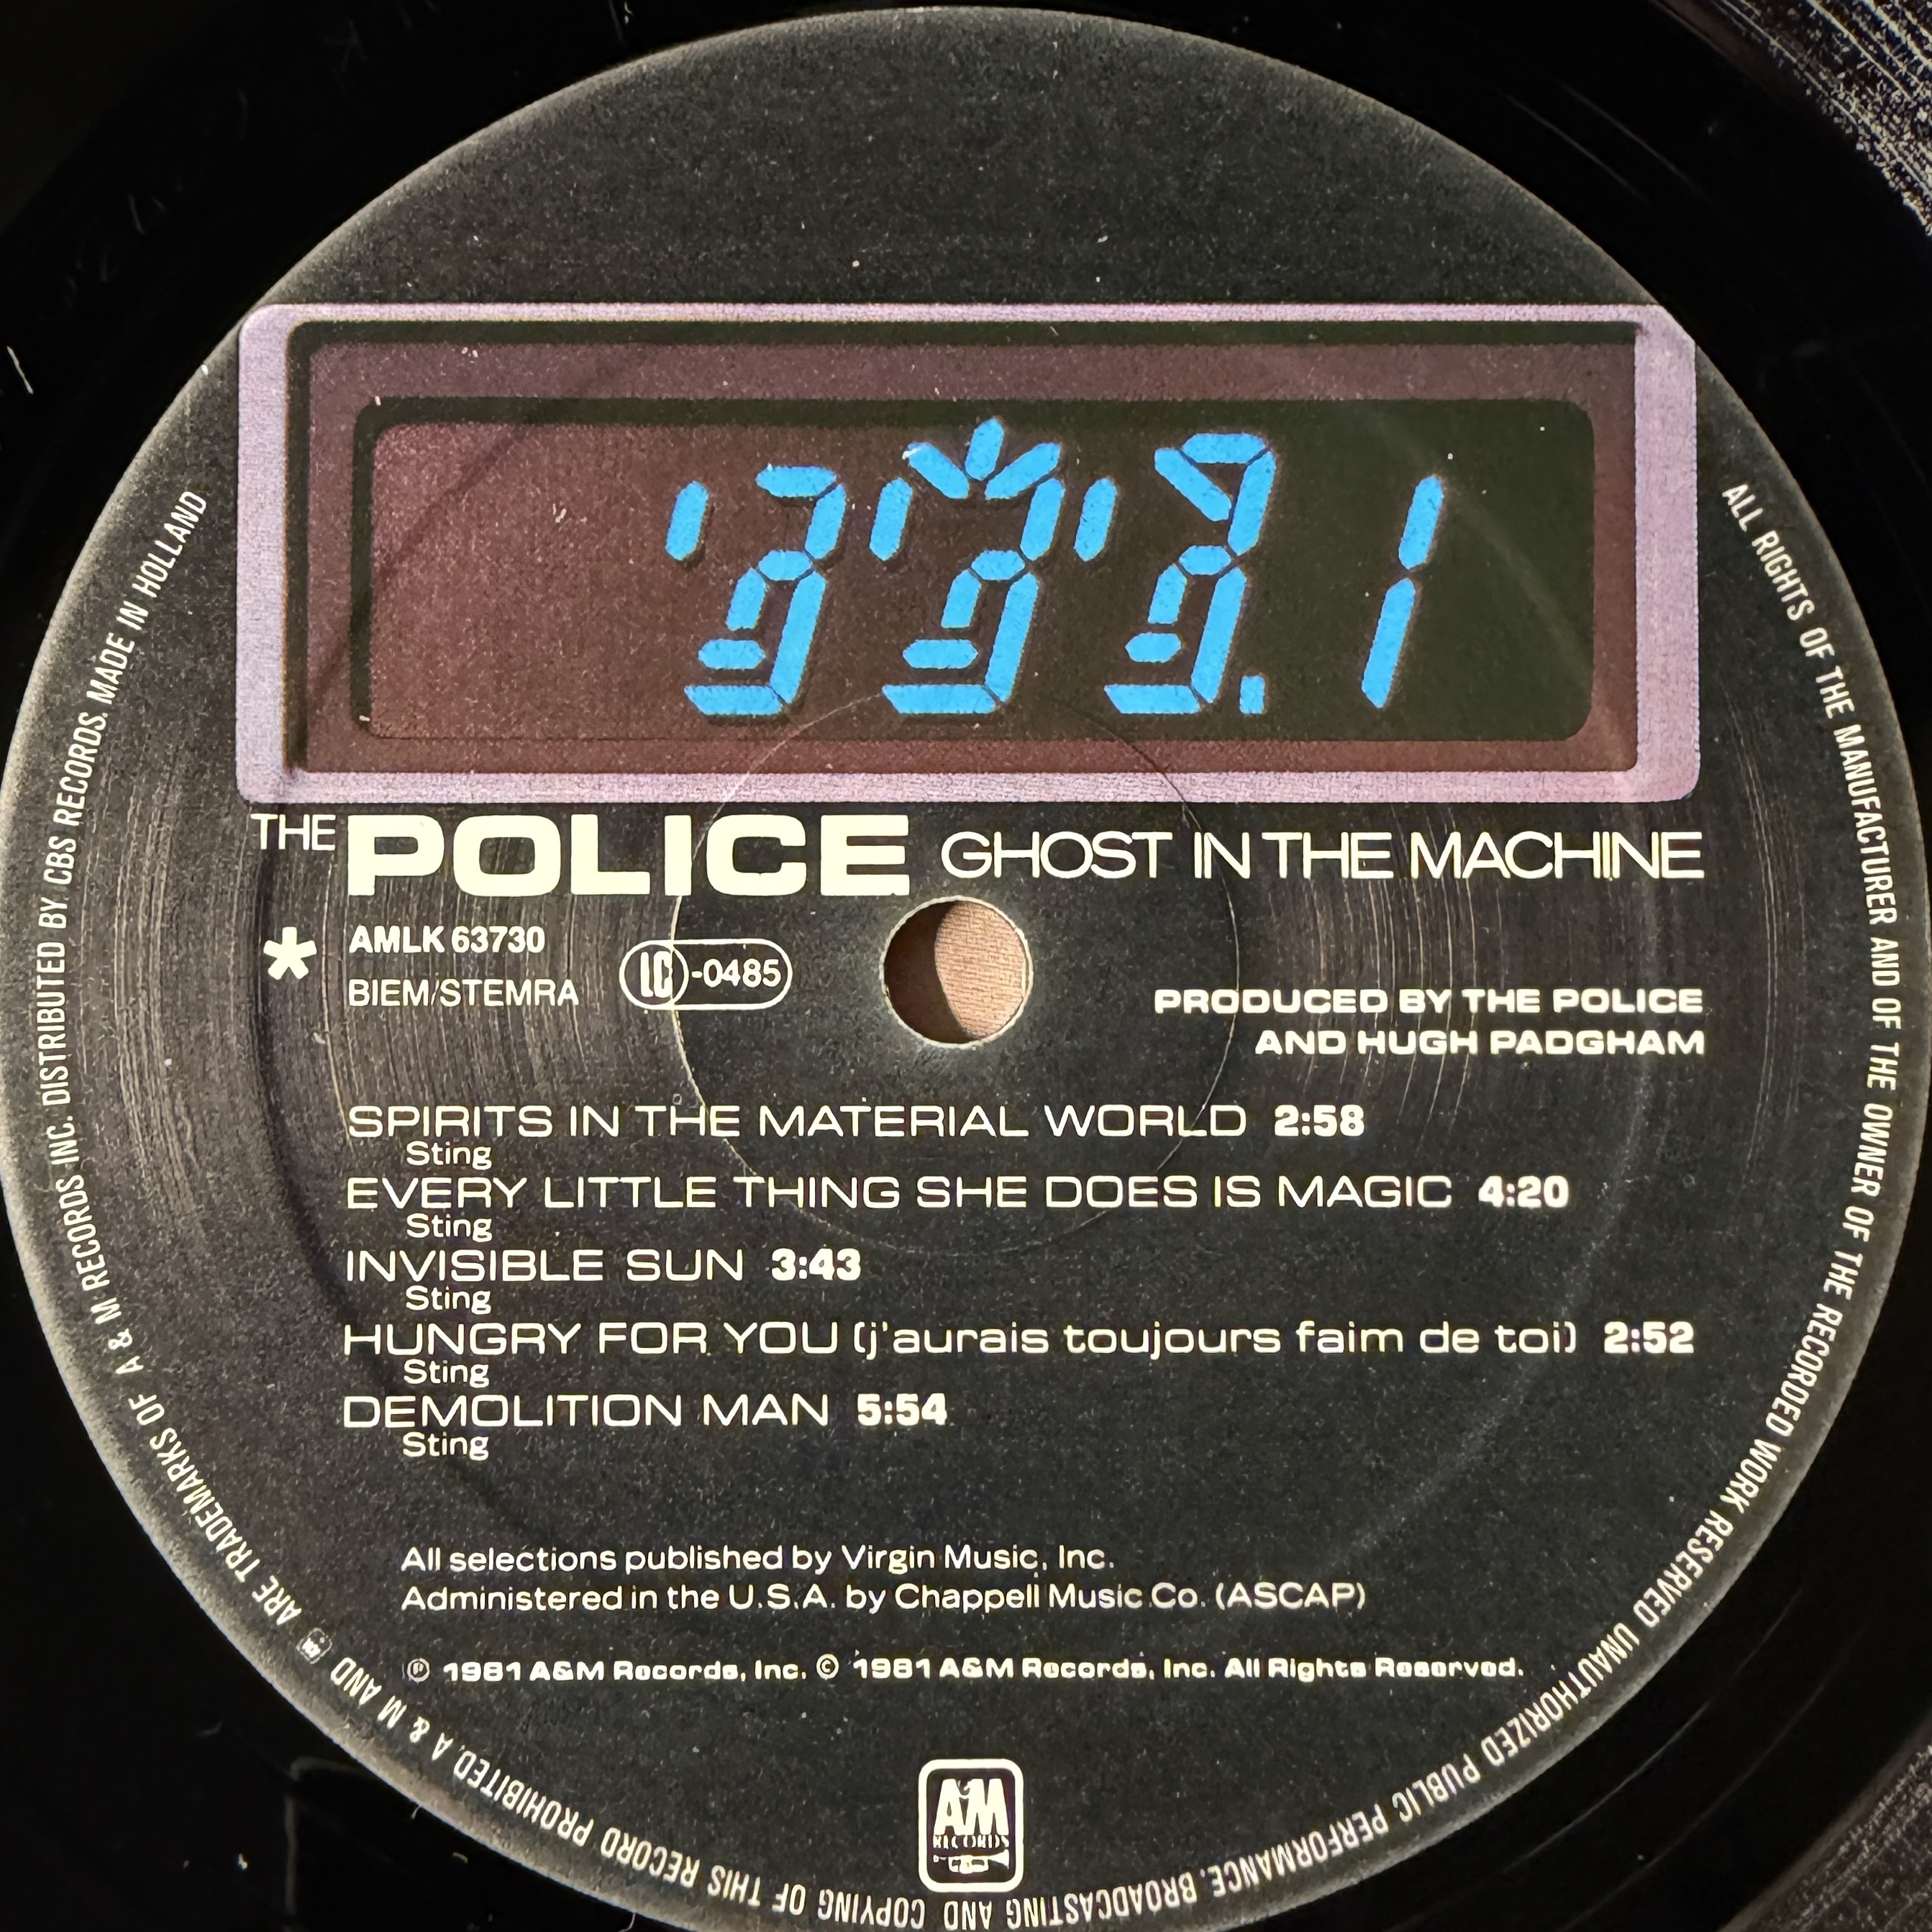 .1
THE POLICE GHOST IN THE MACHINE
* AMLK 63730
BIEM/STEMRA
LC-0485
PRODUCED BY THE POLICE
AND HUGH PADGHAM
SPIRITS IN THE MATERIAL WORLD 2:58
Sting
EVERY LITTLE THING SHE DOES IS MAGIC 4:20
Sting
INVISIBLE SUN 3:43
Sting
HUNGRY FOR YOU (j'aurais toujours faim de toi) 2:52
Sting
DEMOLITION MAN 5:54
Sting
All selections published by Virgin Music, Inc.
Administered in the U.S.A. by Chappell Music Co. (ASCAP)
℗ 1981 A&M Records, Inc. © 1981 A&M Records, Inc. All Rights Reserved.
AM
RECORDS
ALL RIGHTS OF THE MANUFACTURER AND OF THE OWNER OF THE RECORDED WORK RESERVED UNAUTHORIZED PUBLIC PERFORMANCE, BROADCASTING AND COPYING OF THIS RECORD PROHIBITED. A & M AND ARE TRADEMARKS OF A & M RECORDS INC. DISTRIBUTED BY CBS RECORDS. MADE IN HOLLAND